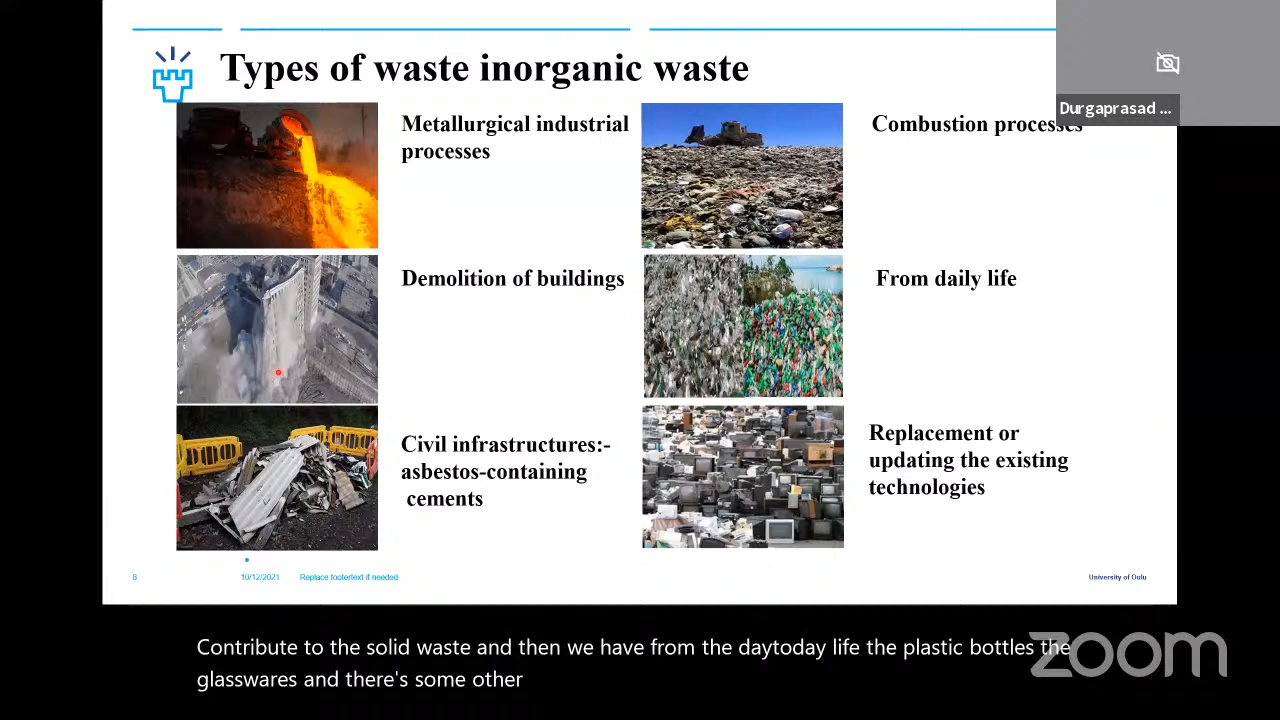 Types of waste inorganic waste
Durgaprasad ...
Metallurgical industrial
processes
Combustion processes
Demolition of buildings
From daily life
Civil infrastructures:-
asbestos-containing
cements
Replacement or
updating the existing
technologies
8
10/12/2021
Replace footertext if needed
University of Oulu
Contribute to the solid waste and then we have from the daytoday life the plastic bottles the
glasswares and there's some other
zoom